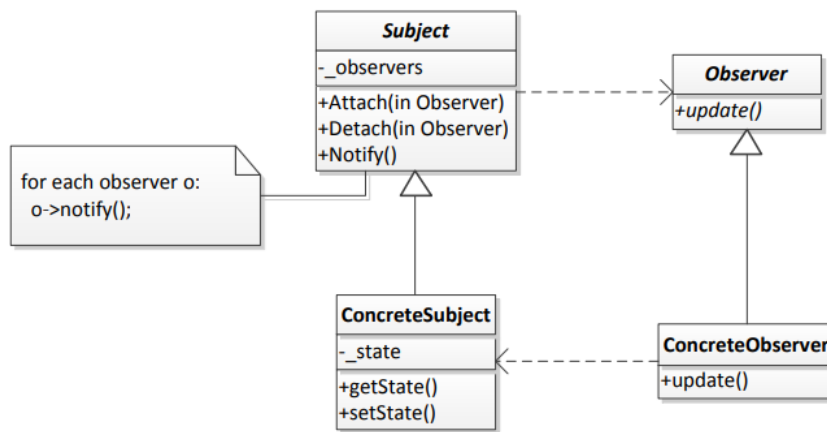 Subject
-_observers
+Attach(in Observer)
+Detach(in Observer)
+Notify()
Observer
+update()
for each observer o:
o->notify();
ConcreteSubject
-_state
+getState()
+setState()
ConcreteObserver
+update()